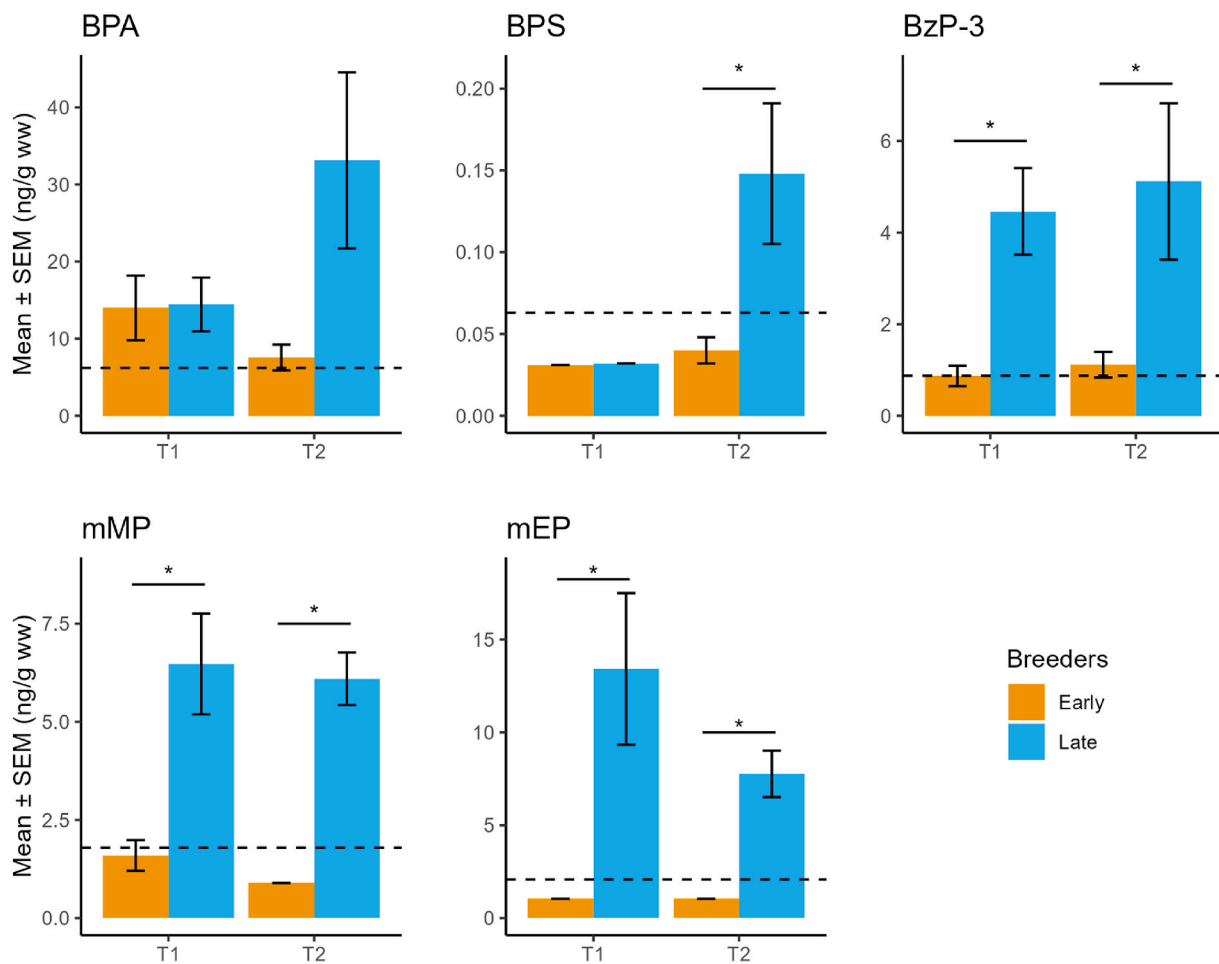 BPA
BPS
BzP-3
Mean ± SEM (ng/g ww)
40
30
20
10
0
T1
T2
0.20
0.15
0.10
0.05
0.00
*
T1
T2
6
4
2
0
*
*
T1
T2
mMP
mEP
Mean ± SEM (ng/g ww)
7.5
5.0
2.5
0.0
*
*
T1
T2
15
10
5
0
*
*
T1
T2
Breeders
Early
Late